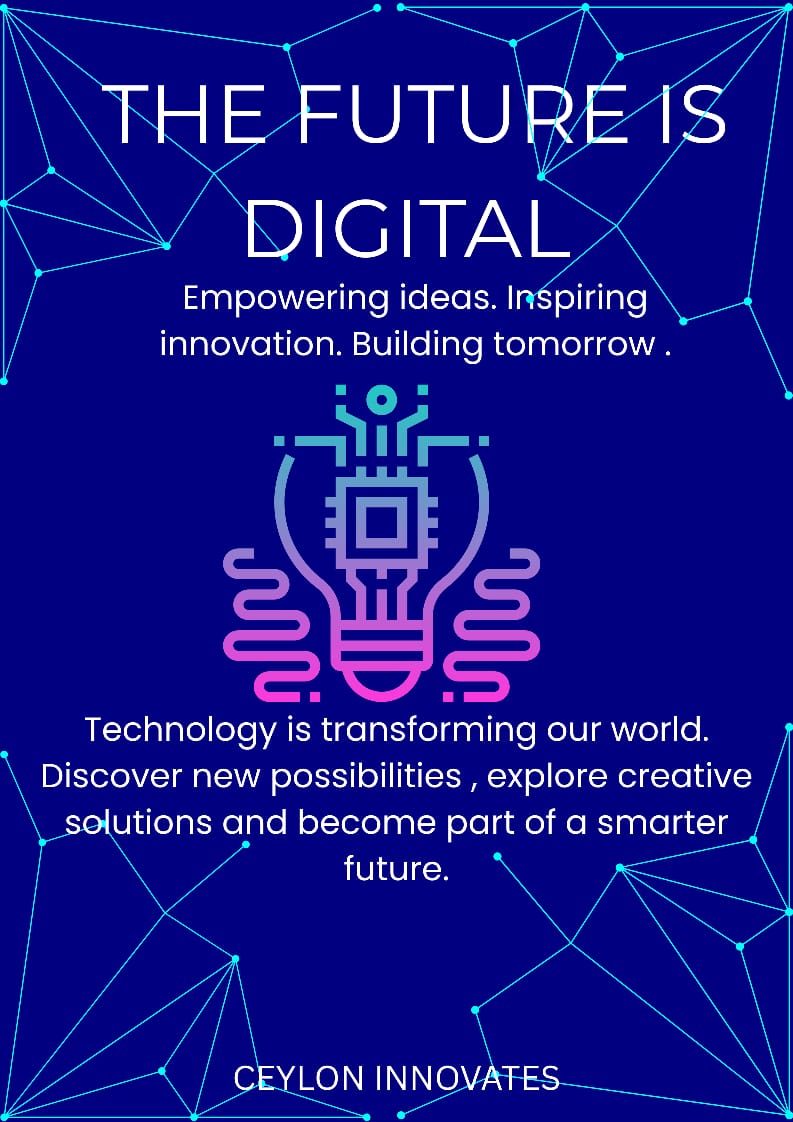 THE FUTURE IS
DIGITAL
Empowering ideas. Inspiring
innovation. Building tomorrow .
Technology is transforming our world.
Discover new possibilities , explore creative
solutions and become part of a smarter
future.
CEYLON INNOVATES